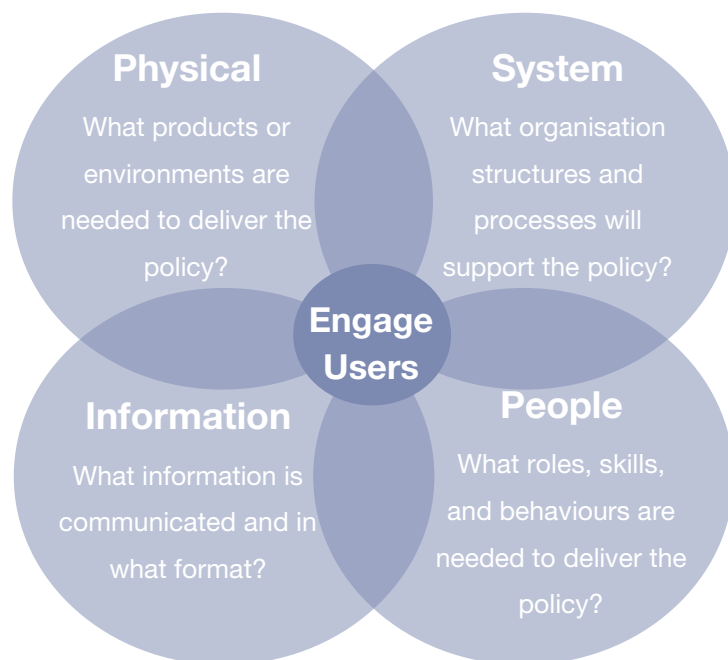 Physical
What products or
environments are
needed to deliver the
policy?
System
What organisation
structures and
processes will
support the policy?
Engage
Users
Information
What information is
communicated and in
what format?
People
What roles, skills,
and behaviours are
needed to deliver the
policy?